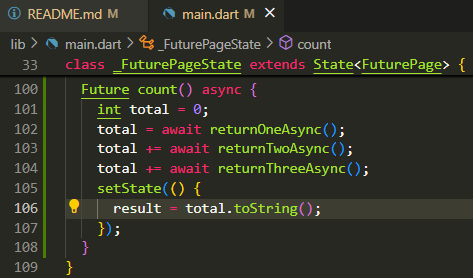 README.md M main.dart M
lib > main.dart > _FuturePageState > count
33 class _FuturePageState extends State<FuturePage> {
100 Future count() async {
101 int total = 0;
102 total = await returnOneAsync();
103 total += await returnTwoAsync();
104 total += await returnThreeAsync();
105 setState(() {
106 result = total.toString();
107 });
108 }
109 }